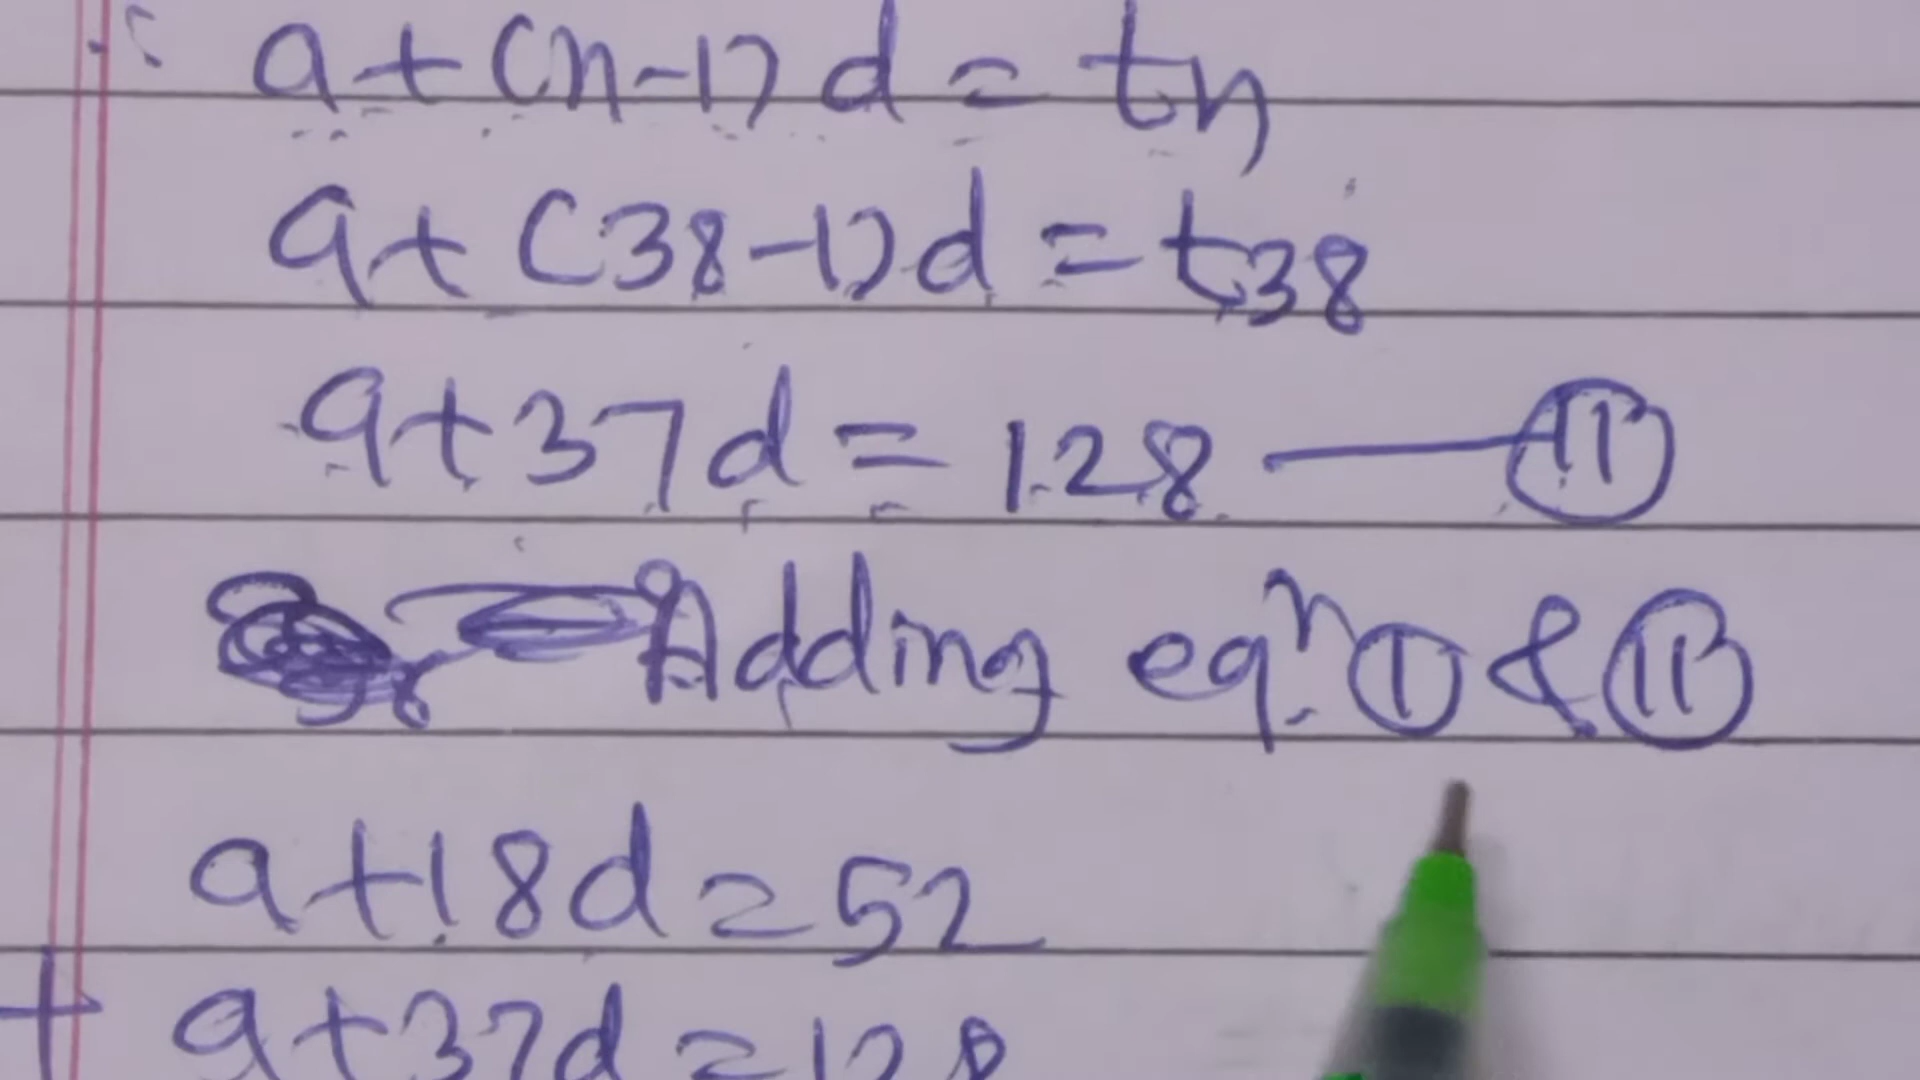 ∴ a+(n-1)d = tn
a+(38-1)d = t38
a+37d = 128 — (II)
Adding eqn (I) & (II)
a+18d = 52
+ a+37d = 128